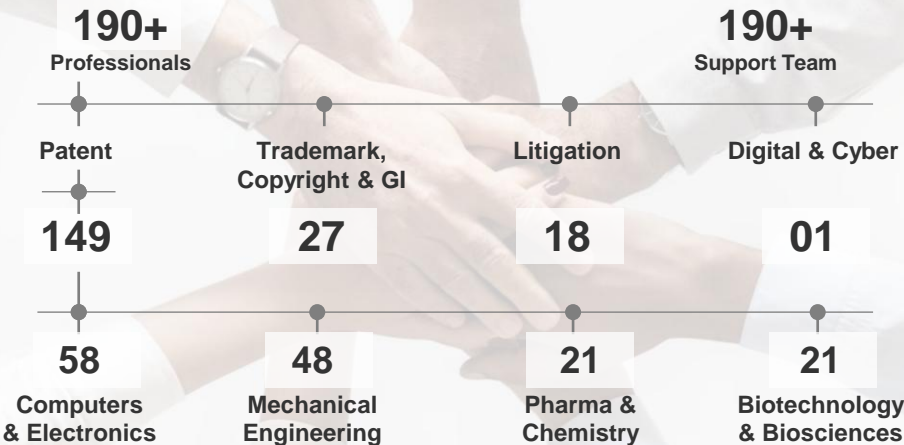 190+
Professionals
190+
Support Team
Patent
Trademark,
Copyright & GI
Litigation
Digital & Cyber
149
27
18
01
58
Computers
& Electronics
48
Mechanical
Engineering
21
Pharma &
Chemistry
21
Biotechnology
& Biosciences